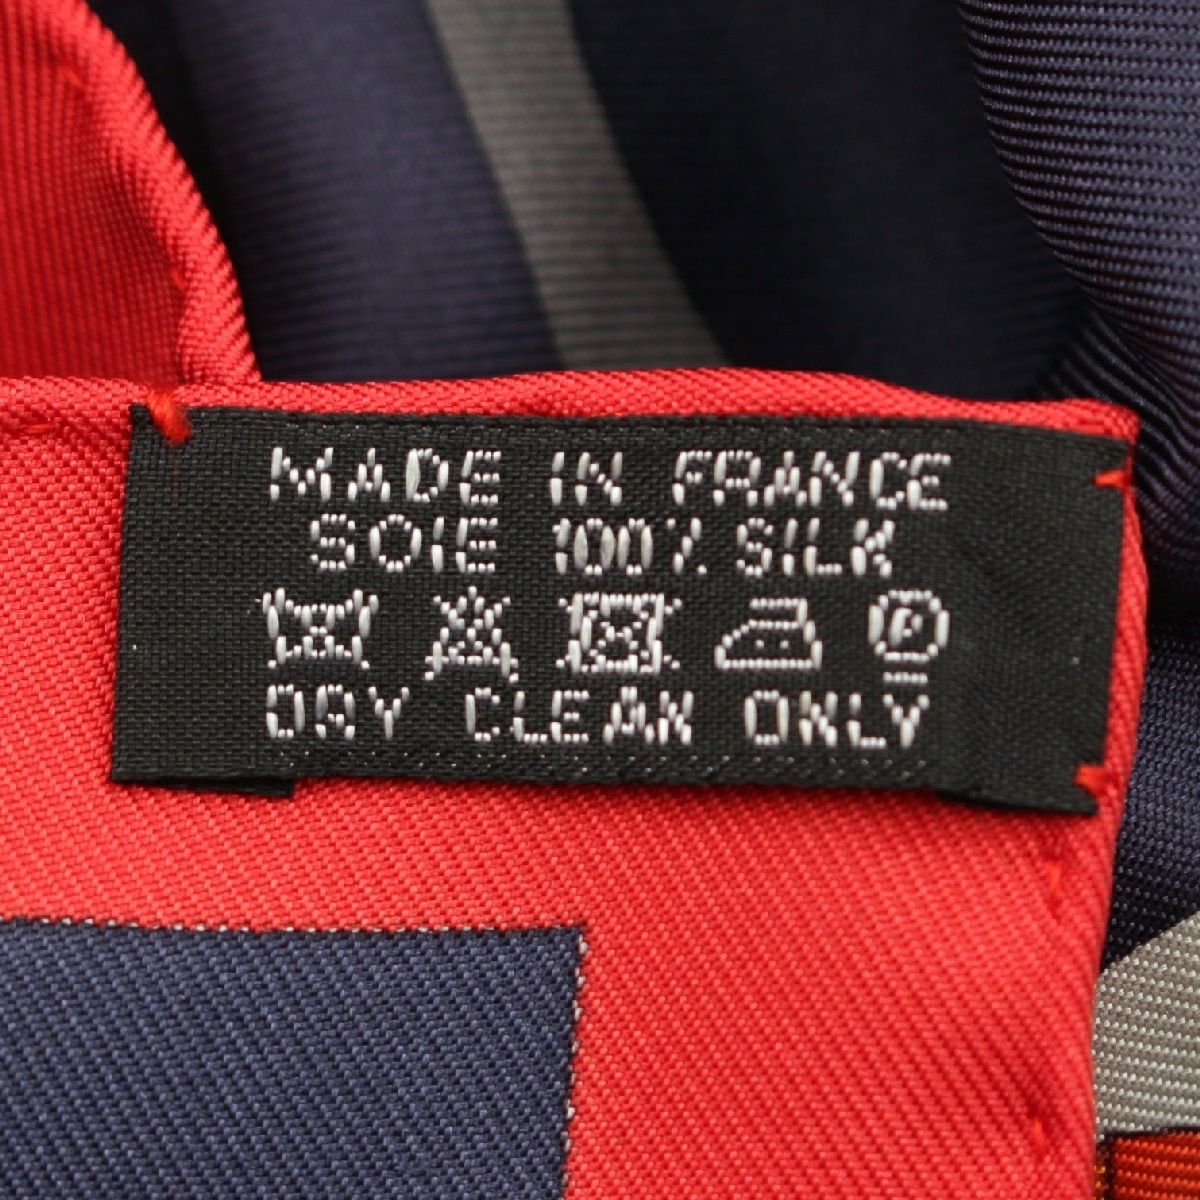 MADE IN FRANCE
SOIE 100% SILK
P
DRY CLEAN ONLY